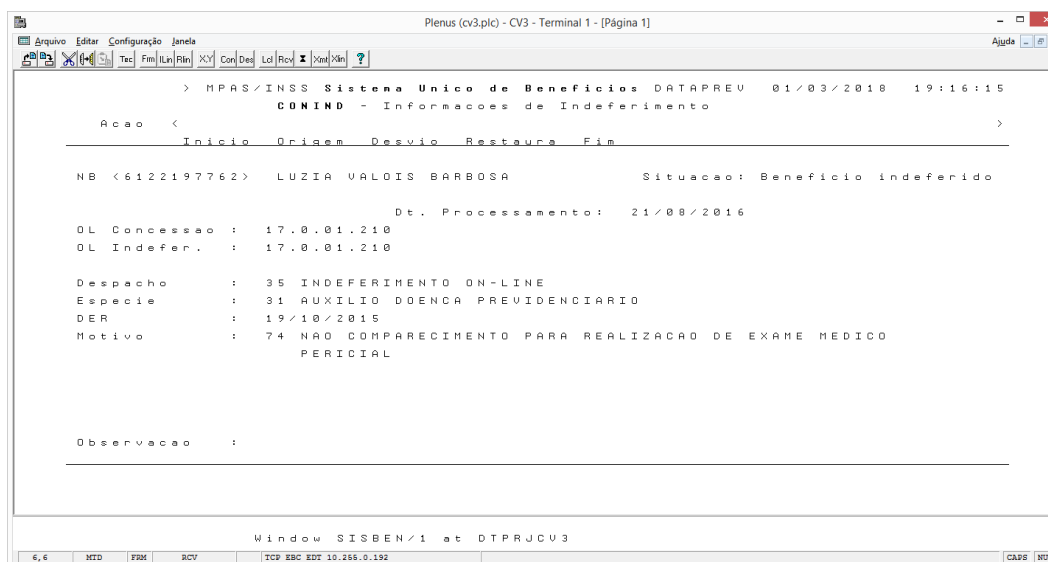 Plenus (cv3.plc) - CV3 - Terminal 1 - [Página 1]
Arquivo Editar Configuração Janela Ajuda
Tec Frm ILin Rlin X,Y Con Des Lcl Rcv Xmt Xlin ?
> MPAS/INSS Sistema Unico de Beneficios DATAPREV 01/03/2018 19:16:15
CONIND - Informacoes de Indeferimento
Acao < >
Inicio Origem Desvio Restaura Fim
NB <6122197762> LUZIA VALOIS BARBOSA Situacao: Beneficio indeferido
Dt. Processamento: 21/08/2016
OL Concessao : 17.0.01.210
OL Indefer. : 17.0.01.210
Despacho : 35 INDEFERIMENTO ON-LINE
Especie : 31 AUXILIO DOENCA PREVIDENCIARIO
DER : 19/10/2015
Motivo : 74 NAO COMPARECIMENTO PARA REALIZACAO DE EXAME MEDICO
PERICIAL
Observacao :
Window SISBEN/1 at DTPRJCV3
6,6 MTD FRM RCV TCP EBC EDT 10.255.0.192 CAPS NU